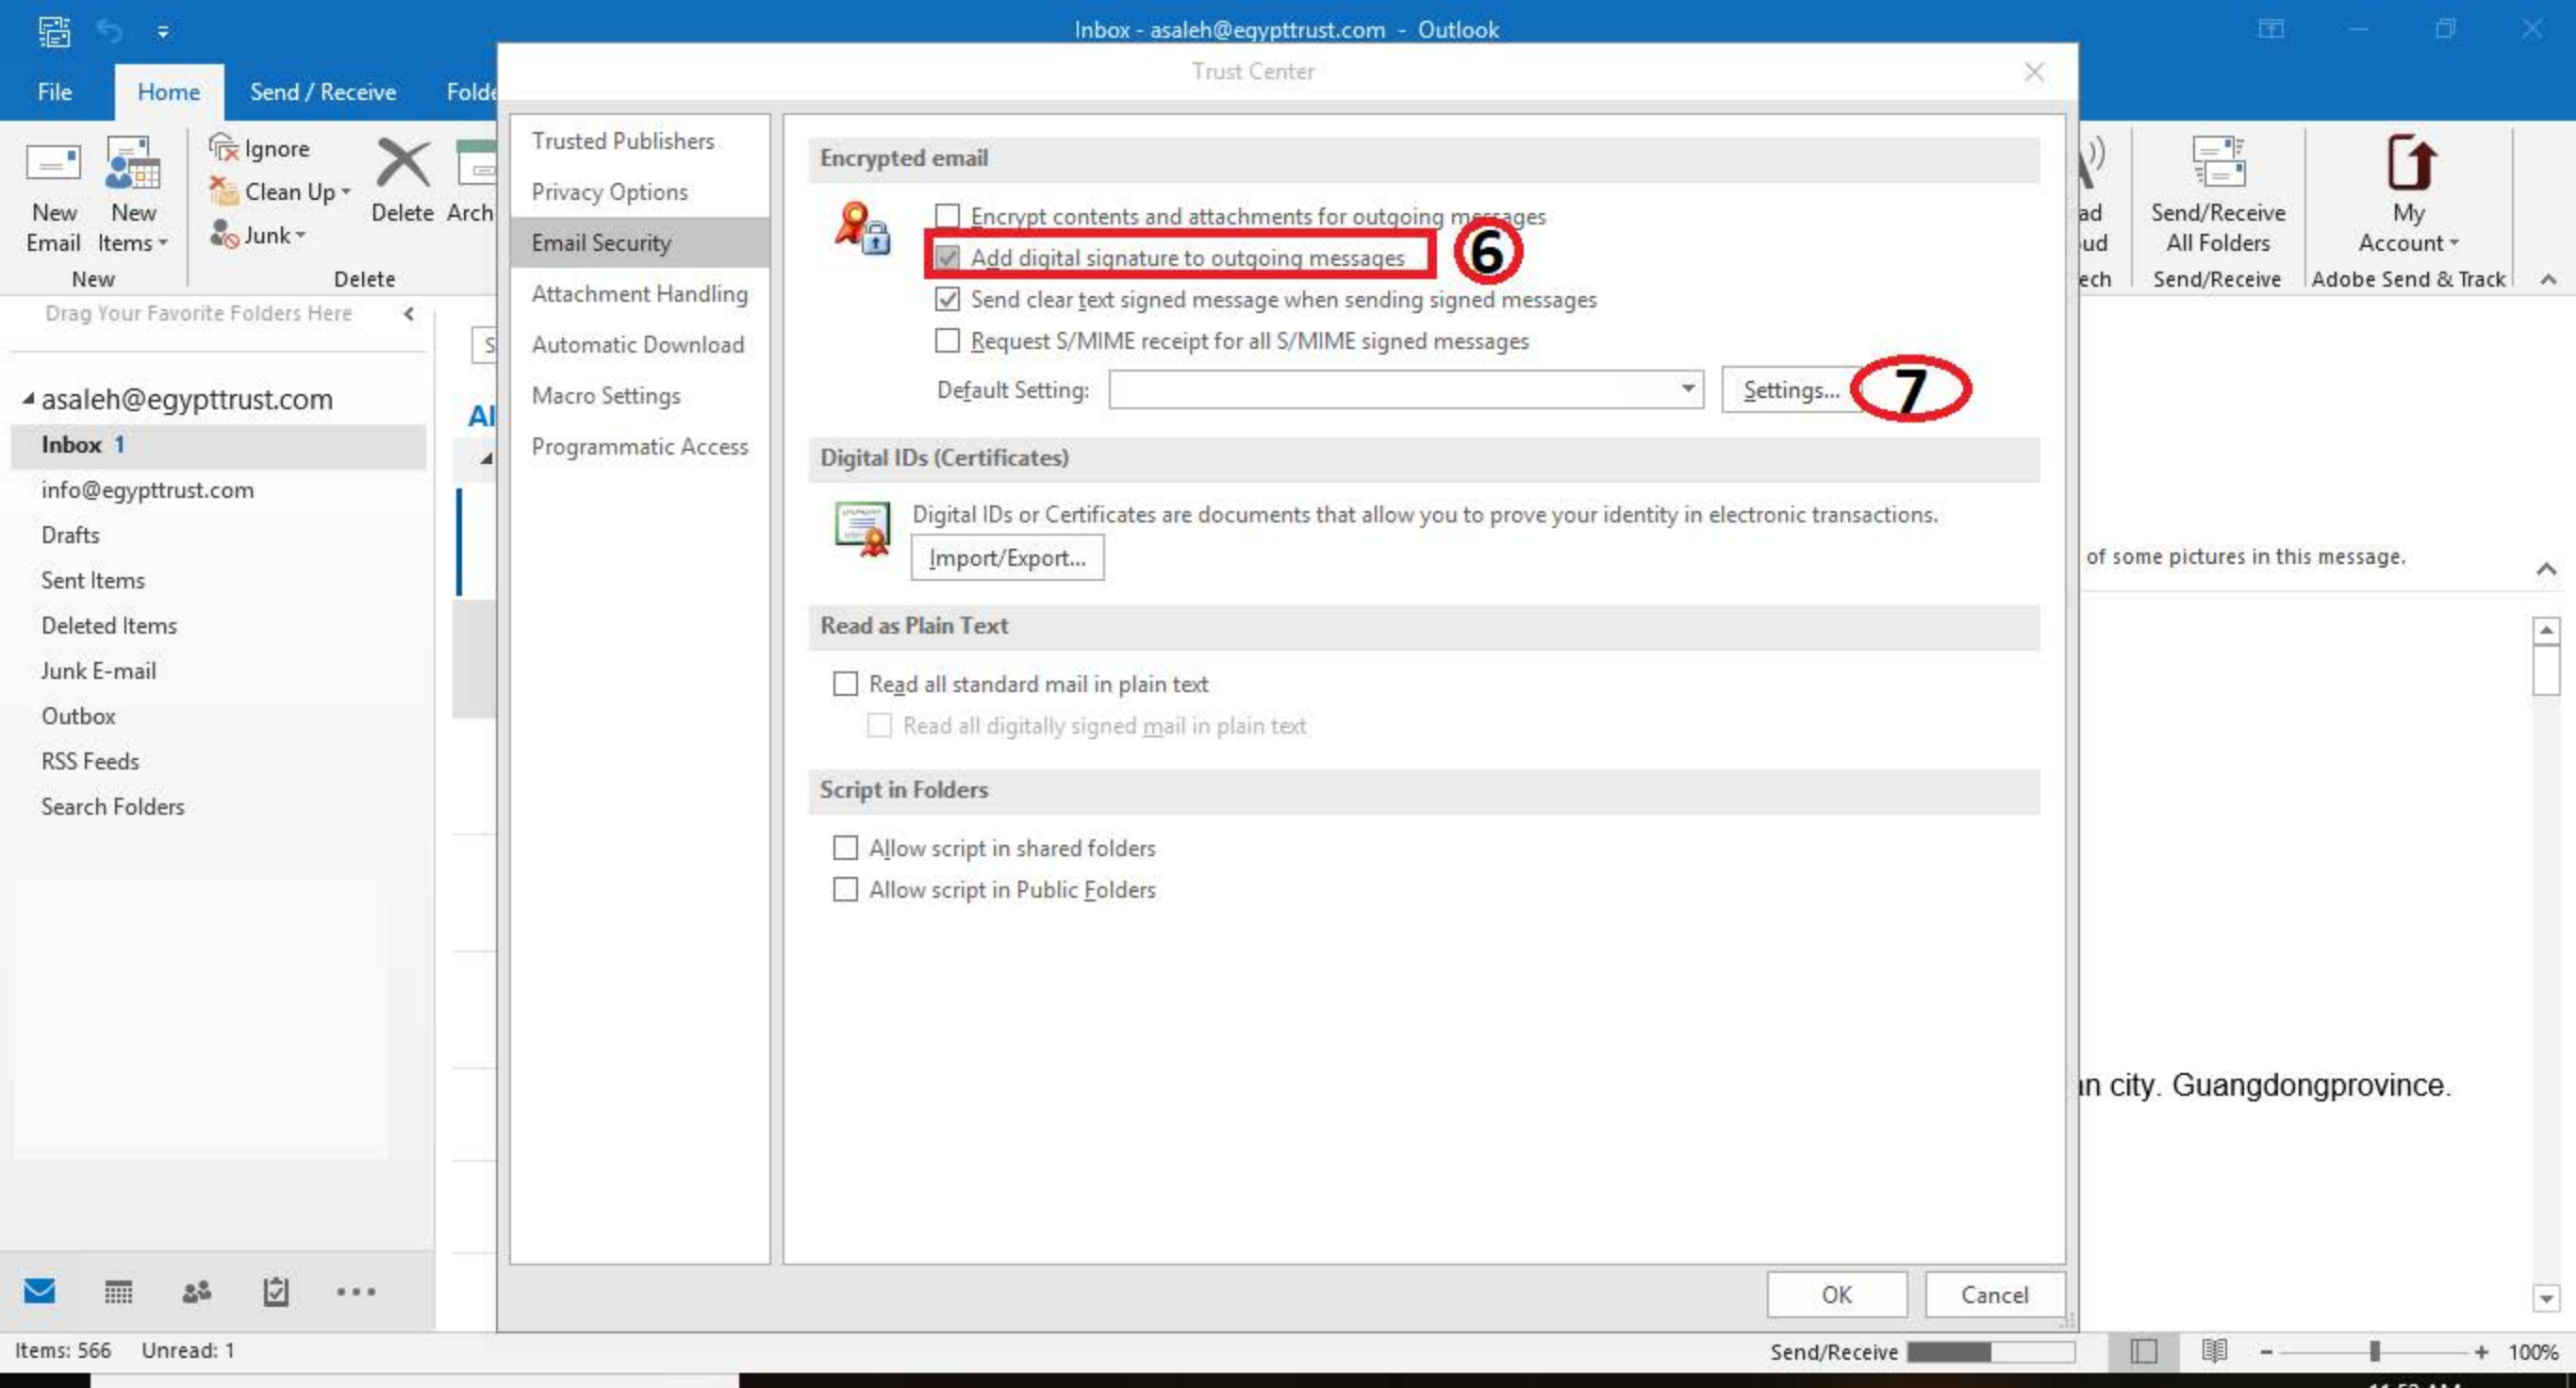 Inbox - asaleh@egypttrust.com - Outlook
File Home Send / Receive
New Email
New Items
New
Ignore
Clean Up
Junk
Delete
Delete
Send/Receive All Folders
Send/Receive
My Account
Adobe Send & Track
Drag Your Favorite Folders Here
asaleh@egypttrust.com
Inbox 1
info@egypttrust.com
Drafts
Sent Items
Deleted Items
Junk E-mail
Outbox
RSS Feeds
Search Folders
Trust Center
Trusted Publishers
Privacy Options
Email Security
Attachment Handling
Automatic Download
Macro Settings
Programmatic Access
Encrypted email
Encrypt contents and attachments for outgoing messages
Add digital signature to outgoing messages 6
Send clear text signed message when sending signed messages
Request S/MIME receipt for all S/MIME signed messages
Default Setting: Settings... 7
Digital IDs (Certificates)
Digital IDs or Certificates are documents that allow you to prove your identity in electronic transactions.
Import/Export...
Read as Plain Text
Read all standard mail in plain text
Read all digitally signed mail in plain text
Script in Folders
Allow script in shared folders
Allow script in Public Folders
OK Cancel
of some pictures in this message.
city. Guangdongprovince.
Items: 566 Unread: 1
Send/Receive
100%